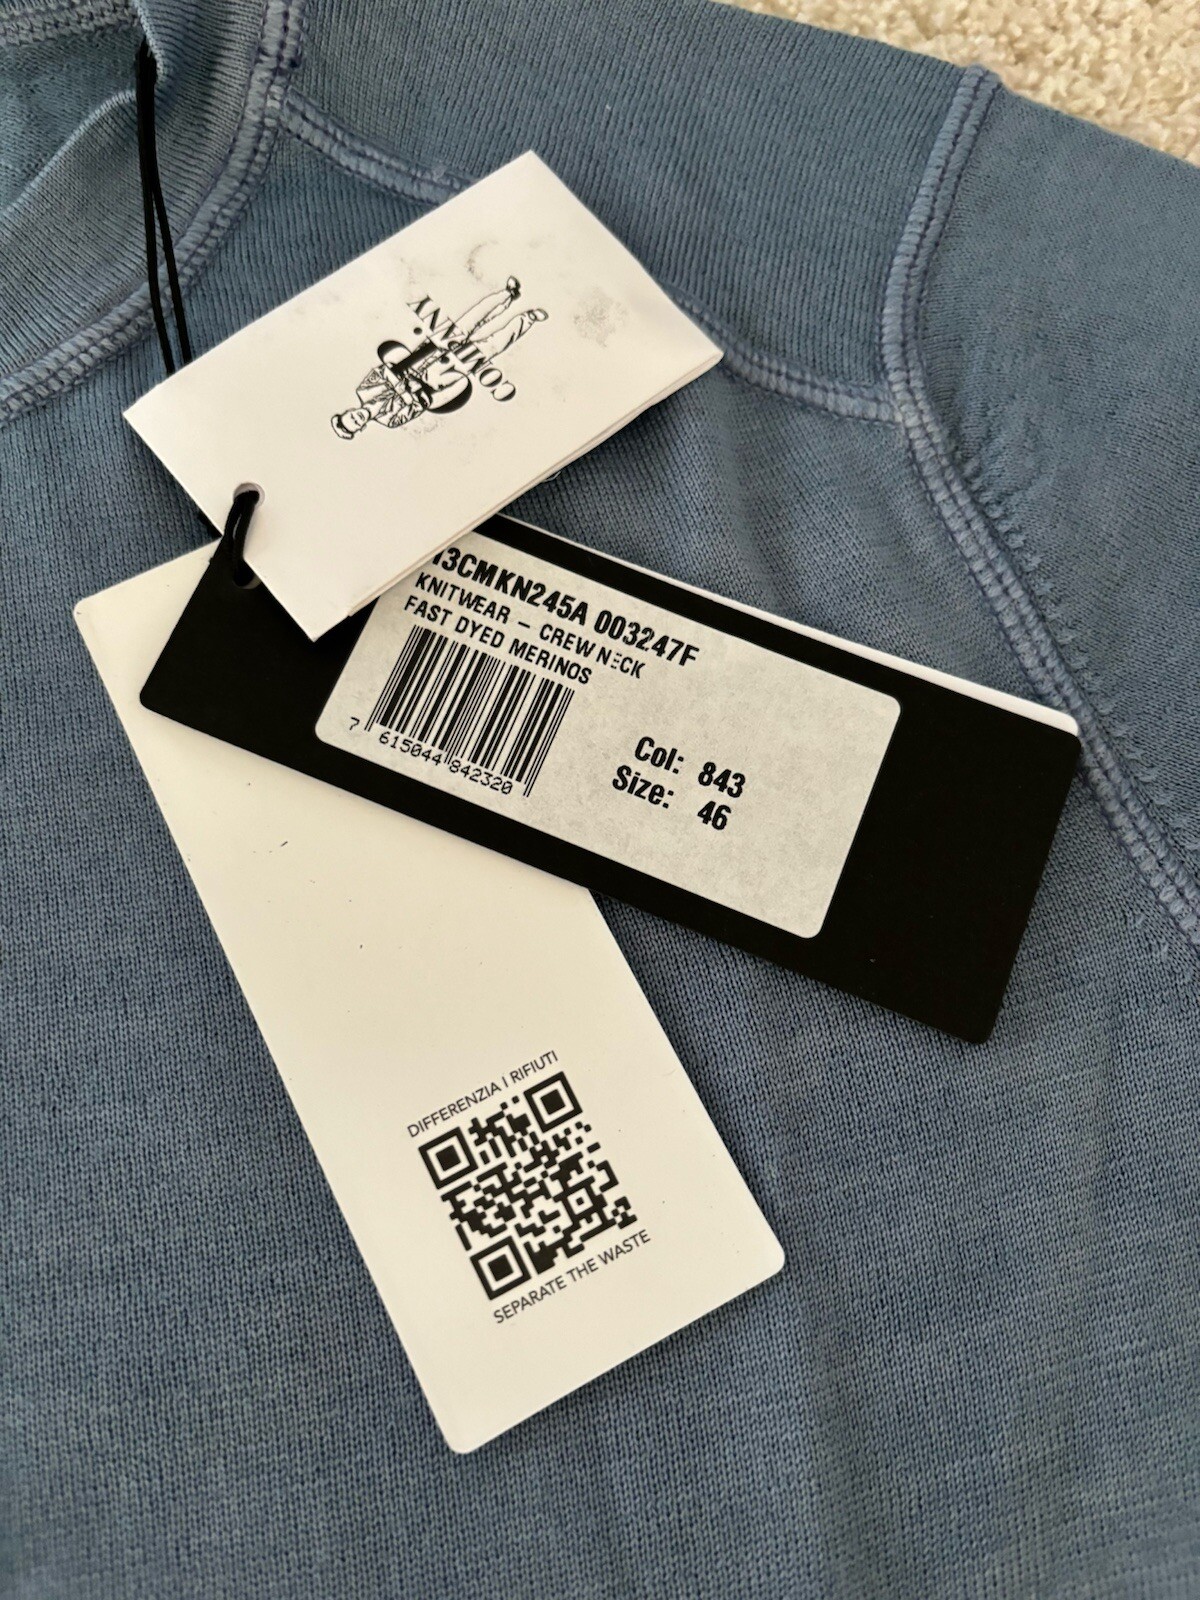 C.P.
COMPANY
13CMKN245A 003247F
KNITWEAR – CREW NECK
FAST DYED MERINOS
7 615044 842320
Col: 843
Size: 46
DIFFERENZIA I RIFIUTI
SEPARATE THE WASTE